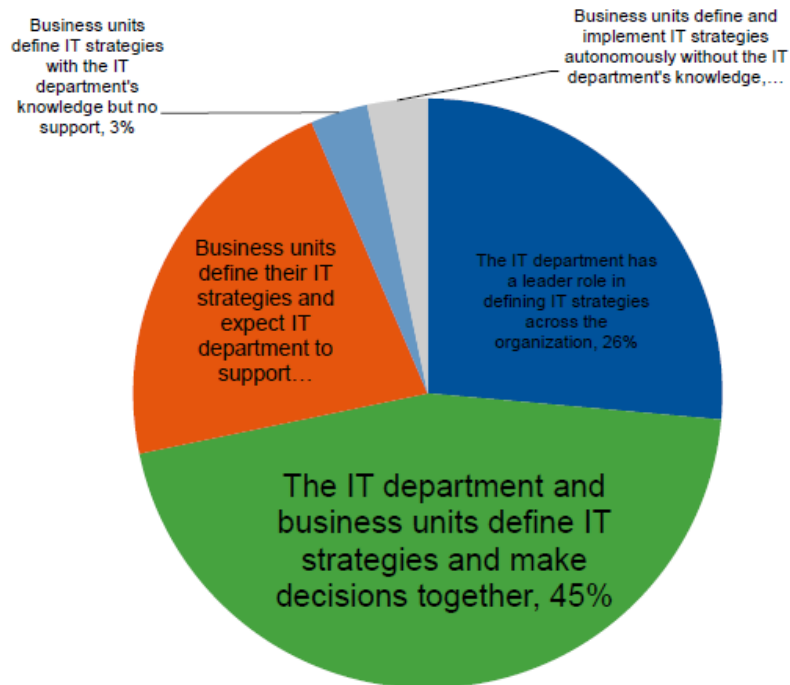 Business units
define IT strategies
with the IT
department's
knowledge but no
support, 3%
Business units define and
implement IT strategies
autonomously without the IT
department's knowledge,…
Business units
define their IT
strategies and
expect IT
department to
support…
The IT department has
a leader role in
defining IT strategies
across the
organization, 26%
The IT department and
business units define IT
strategies and make
decisions together, 45%